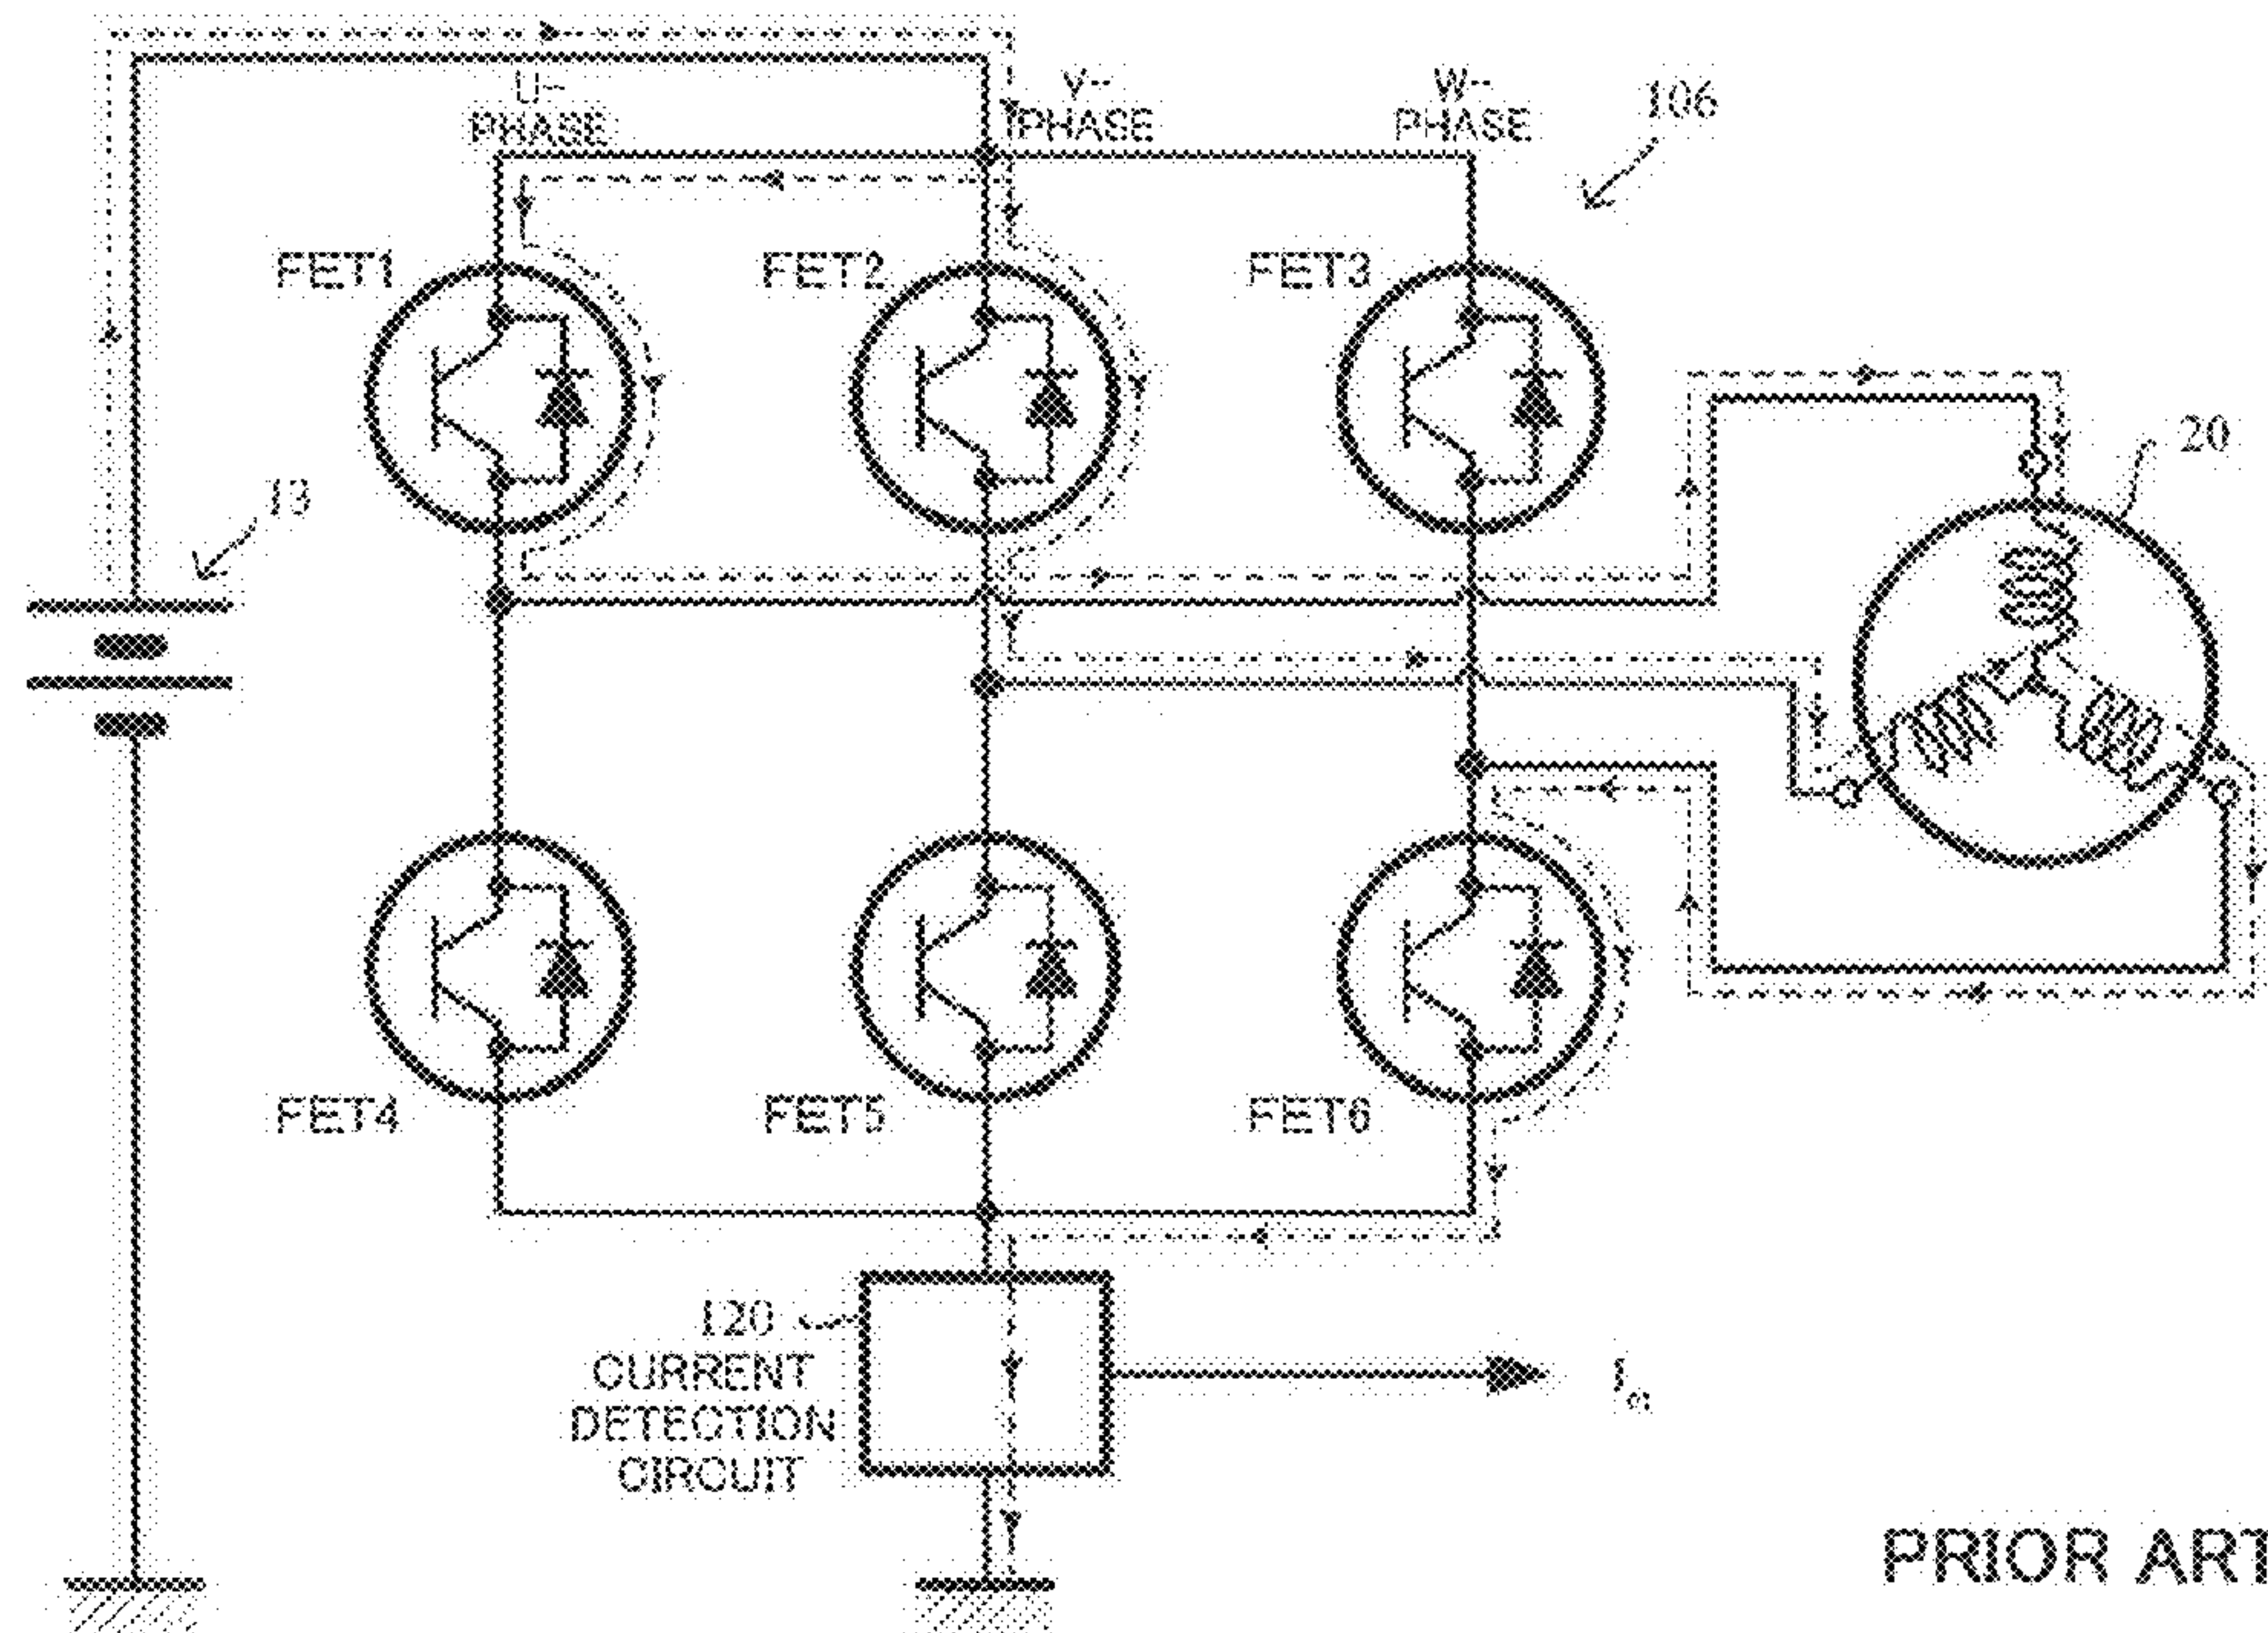 U-
PHASE
V-
PHASE
W-
PHASE
106
FET1
FET2
FET3
20
13
FET4
FET5
FET6
120
CURRENT
DETECTION
CIRCUIT
PRIOR ART